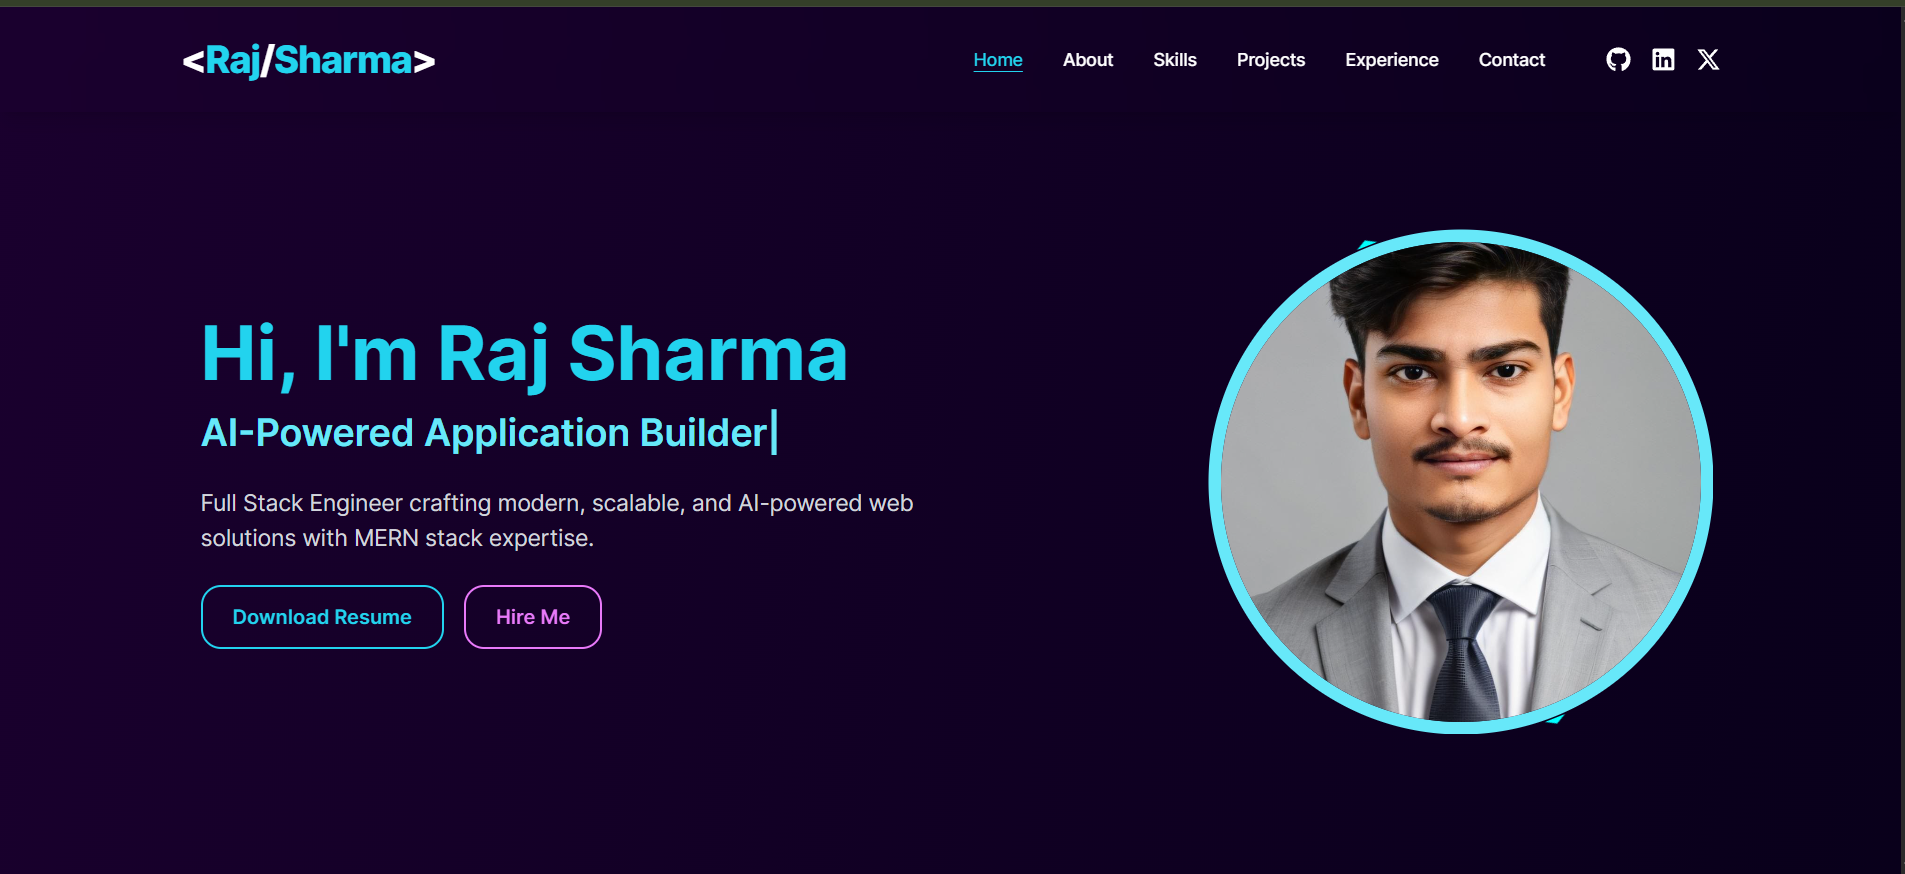 <Raj/Sharma>
Home About Skills Projects Experience Contact
Hi, I'm Raj Sharma
AI-Powered Application Builder|
Full Stack Engineer crafting modern, scalable, and AI-powered web
solutions with MERN stack expertise.
Download Resume Hire Me